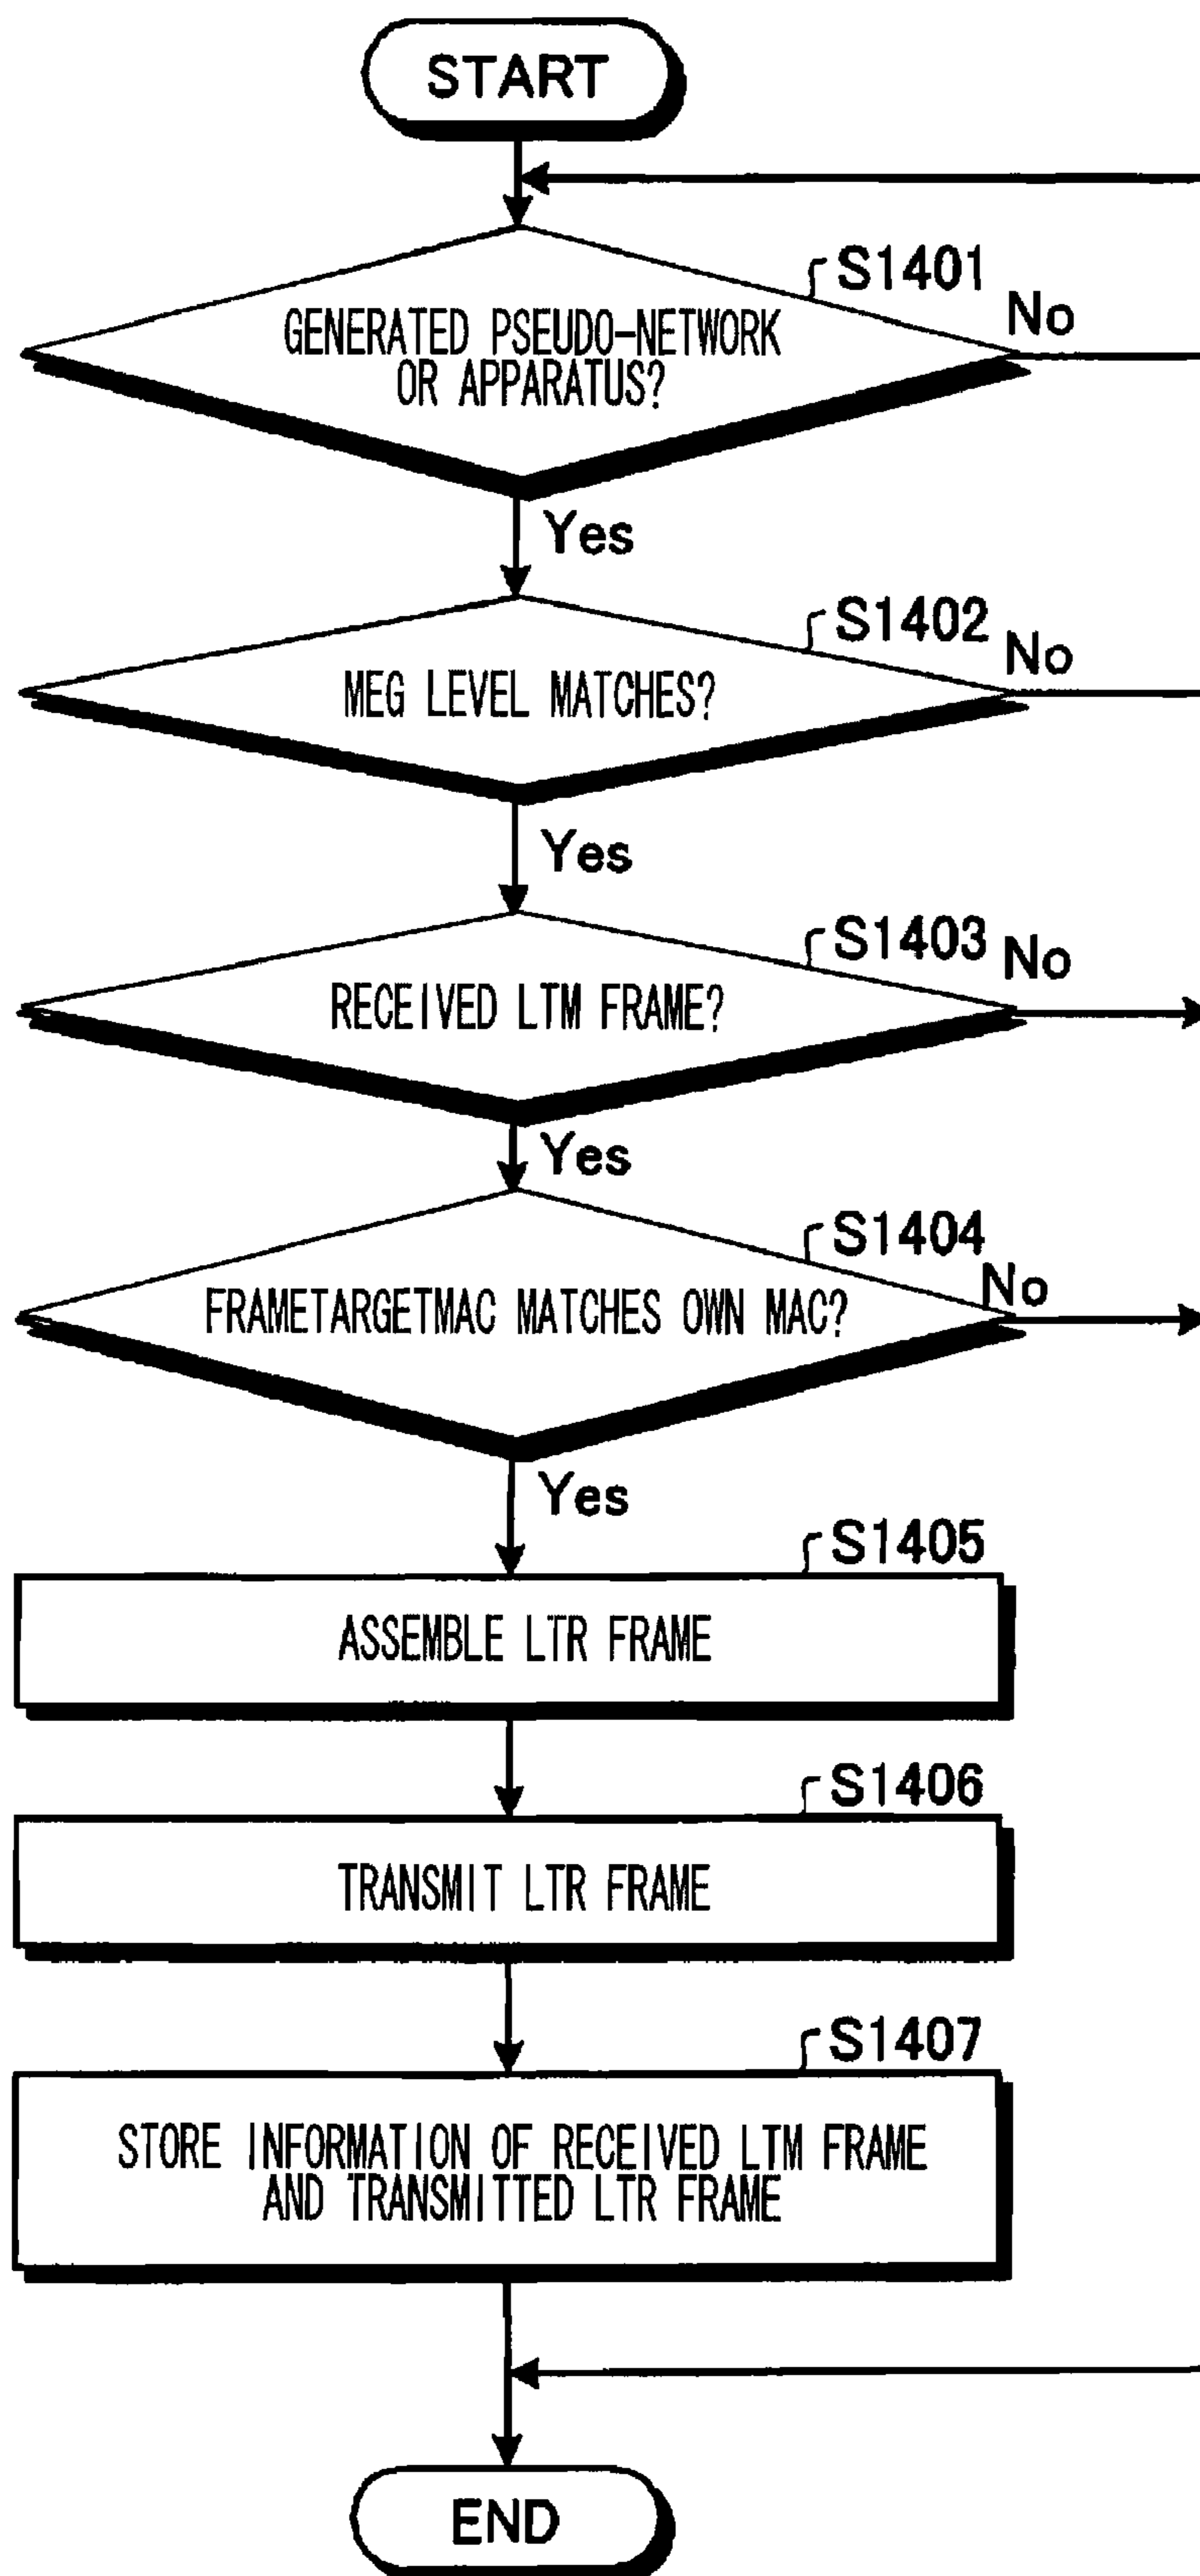 START
S1401
No
GENERATED PSEUDO-NETWORK
OR APPARATUS?
Yes
S1402
No
MEG LEVEL MATCHES?
Yes
S1403
No
RECEIVED LTM FRAME?
Yes
S1404
No
FRAMETARGETMAC MATCHES OWN MAC?
Yes
S1405
ASSEMBLE LTR FRAME
S1406
TRANSMIT LTR FRAME
S1407
STORE INFORMATION OF RECEIVED LTM FRAME
AND TRANSMITTED LTR FRAME
END